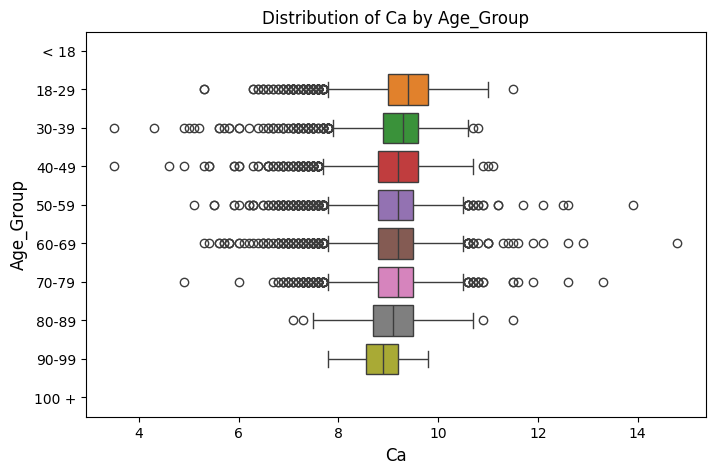 Distribution of Ca by Age_Group
Age_Group
< 18
18-29
30-39
40-49
50-59
60-69
70-79
80-89
90-99
100 +
4 6 8 10 12 14
Ca